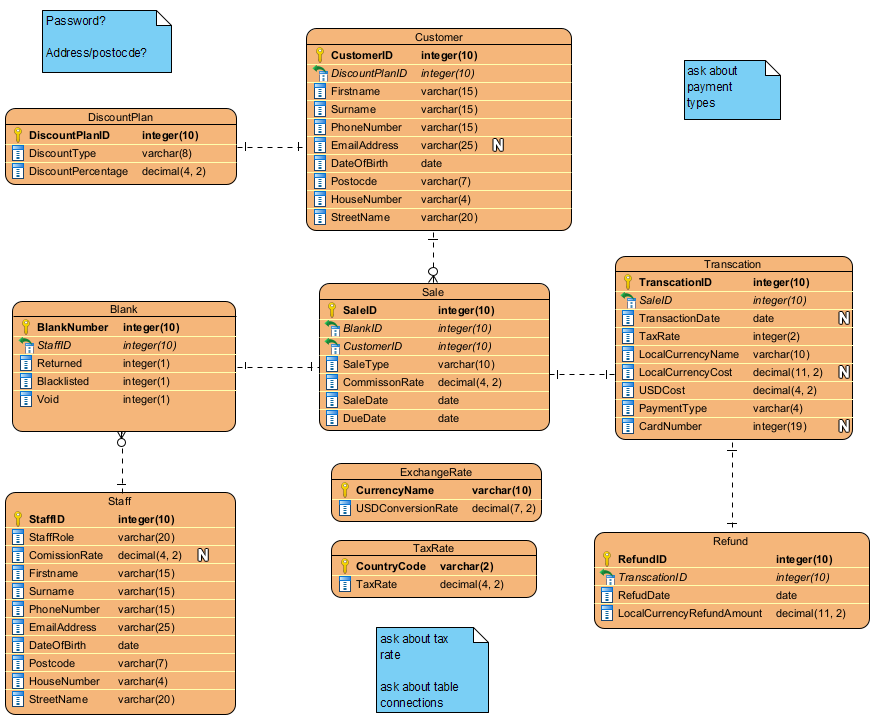 Password?
Address/postocde?
Customer
CustomerID integer(10)
DiscountPlanID integer(10)
Firstname varchar(15)
Surname varchar(15)
PhoneNumber varchar(15)
EmailAddress varchar(25) N
DateOfBirth date
Postocde varchar(7)
HouseNumber varchar(4)
StreetName varchar(20)
ask about
payment
types
DiscountPlan
DiscountPlanID integer(10)
DiscountType varchar(8)
DiscountPercentage decimal(4, 2)
Blank
BlankNumber integer(10)
StaffID integer(10)
Returned integer(1)
Blacklisted integer(1)
Void integer(1)
Sale
SaleID integer(10)
BlankID integer(10)
CustomerID integer(10)
SaleType varchar(10)
CommissonRate decimal(4, 2)
SaleDate date
DueDate date
Transcation
TranscationID integer(10)
SaleID integer(10)
TransactionDate date N
TaxRate integer(2)
LocalCurrencyName varchar(10)
LocalCurrencyCost decimal(11, 2) N
USDCost decimal(4, 2)
PaymentType varchar(4)
CardNumber integer(19) N
Staff
StaffID integer(10)
StaffRole varchar(20)
ComissionRate decimal(4, 2) N
Firstname varchar(15)
Surname varchar(15)
PhoneNumber varchar(15)
EmailAddress varchar(25)
DateOfBirth date
Postcode varchar(7)
HouseNumber varchar(4)
StreetName varchar(20)
ExchangeRate
CurrencyName varchar(10)
USDConversionRate decimal(7, 2)
TaxRate
CountryCode varchar(2)
TaxRate decimal(4, 2)
Refund
RefundID integer(10)
TranscationID integer(10)
RefudDate date
LocalCurrencyRefundAmount decimal(11, 2)
ask about tax
rate
ask about table
connections